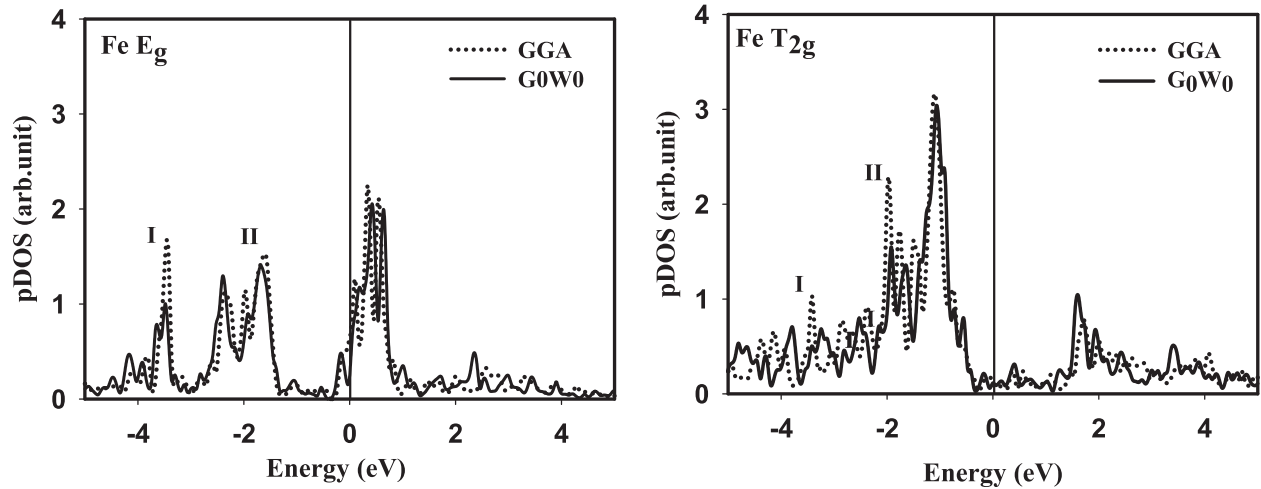 Fe Eg
GGA
G0W0
4
3
2
1
0
I
II
-4
-2
0
2
4
pDOS (arb.unit)
Energy (eV)
Fe T2g
GGA
G0W0
4
3
2
1
0
I
II
I
I
-4
-2
0
2
4
pDOS (arb.unit)
Energy (eV)